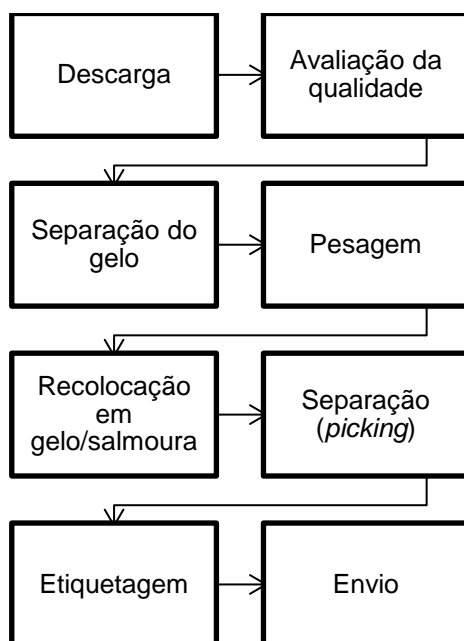 Descarga
Avaliação da
qualidade
Separação do
gelo
Pesagem
Recolocação
em
gelo/salmoura
Separação
(picking)
Etiquetagem
Envio